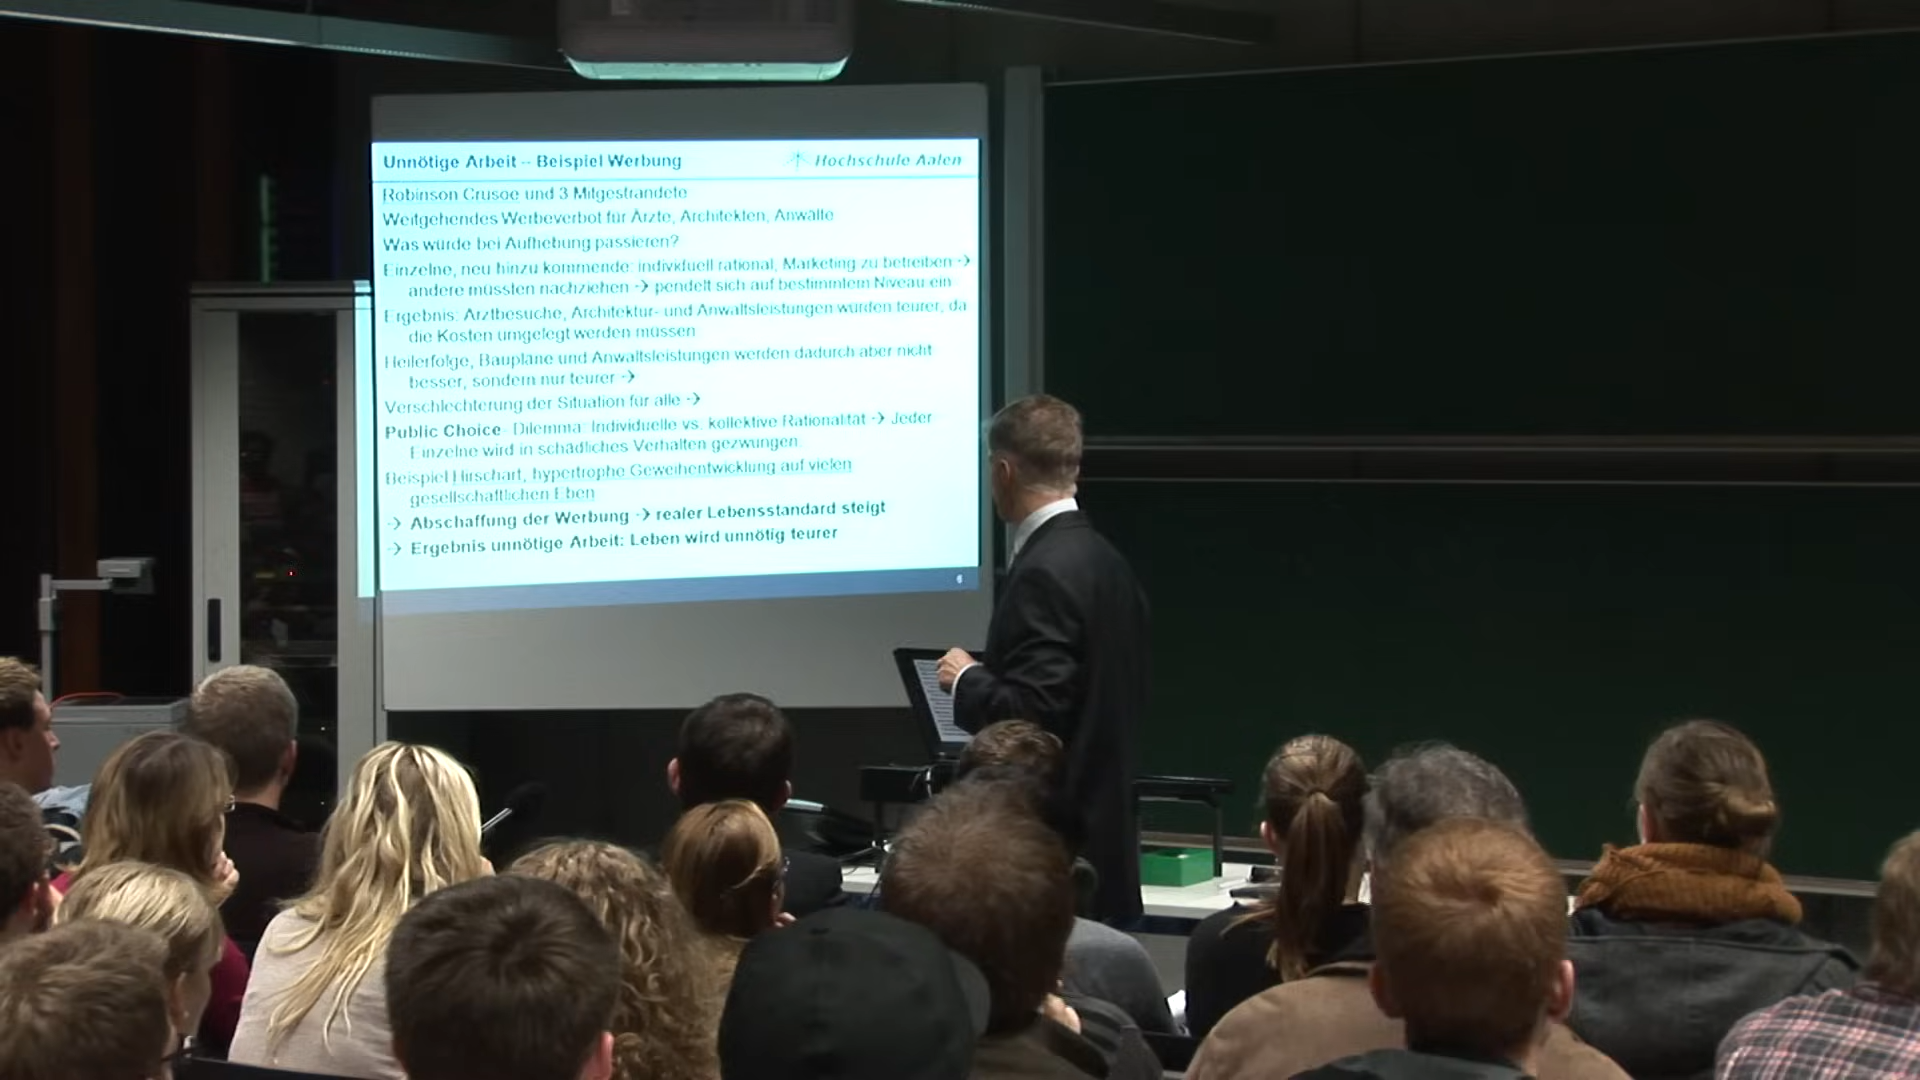 Unnötige Arbeit – Beispiel Werbung
Hochschule Aalen
Robinson Crusoe und 3 Mitgestrandete
Weitgehendes Werbeverbot für Ärzte, Architekten, Anwälte
Was würde bei Aufhebung passieren?
Einzelne, neu hinzu kommende: individuell rational, Marketing zu betreiben →
andere müssten nachziehen → pendelt sich auf bestimmtem Niveau ein
Ergebnis: Arztbesuche, Architektur- und Anwaltsleistungen würden teurer, da
die Kosten umgelegt werden müssen
Heilerfolge, Baupläne und Anwaltsleistungen werden dadurch aber nicht
besser, sondern nur teurer →
Verschlechterung der Situation für alle →
Public Choice- Dilemma: Individuelle vs. kollektive Rationalität → Jeder
Einzelne wird in schädliches Verhalten gezwungen
Beispiel Hirschart, hypertrophe Geweihentwicklung auf vielen
gesellschaftlichen Eben
→ Abschaffung der Werbung → realer Lebensstandard steigt
→ Ergebnis unnötige Arbeit: Leben wird unnötig teurer
6